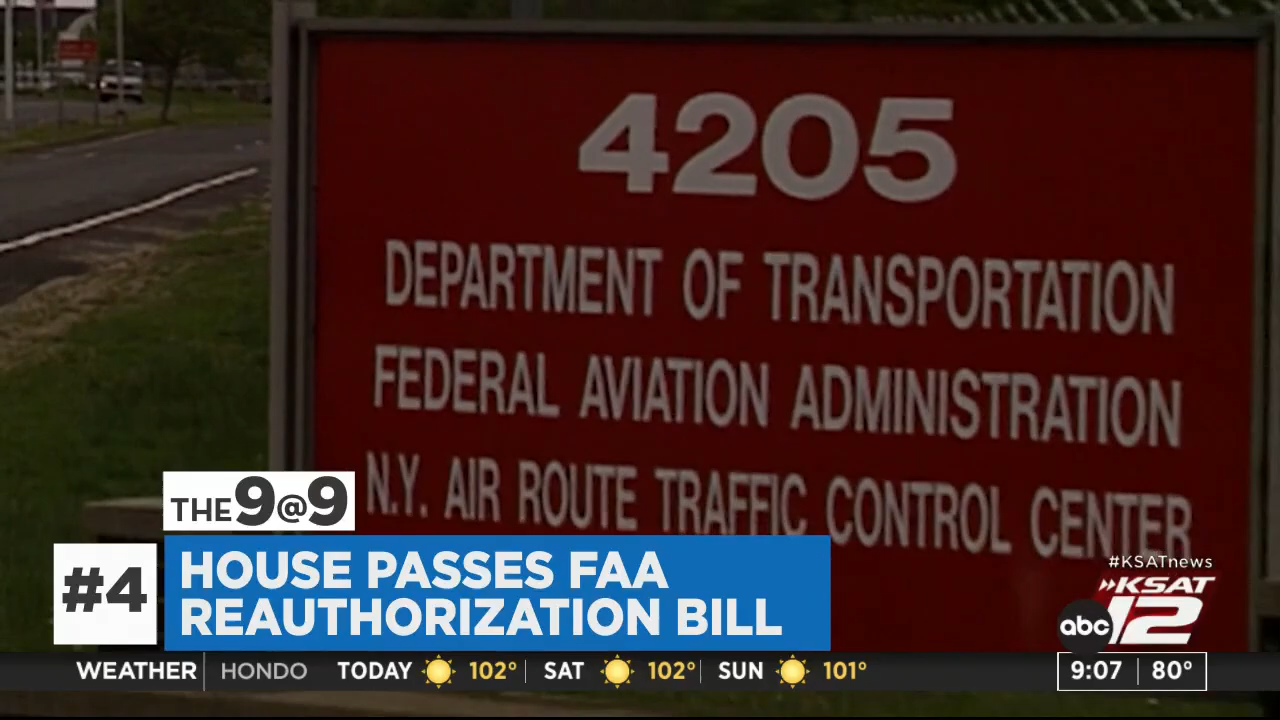 4205
DEPARTMENT OF TRANSPORTATION
FEDERAL AVIATION ADMINISTRATION
N.Y. AIR ROUTE TRAFFIC CONTROL CENTER
THE 9@9
#4
HOUSE PASSES FAA
REAUTHORIZATION BILL
#KSATnews
KSAT
abc 12
WEATHER HONDO TODAY 102° SAT 102° SUN 101° 9:07 80°